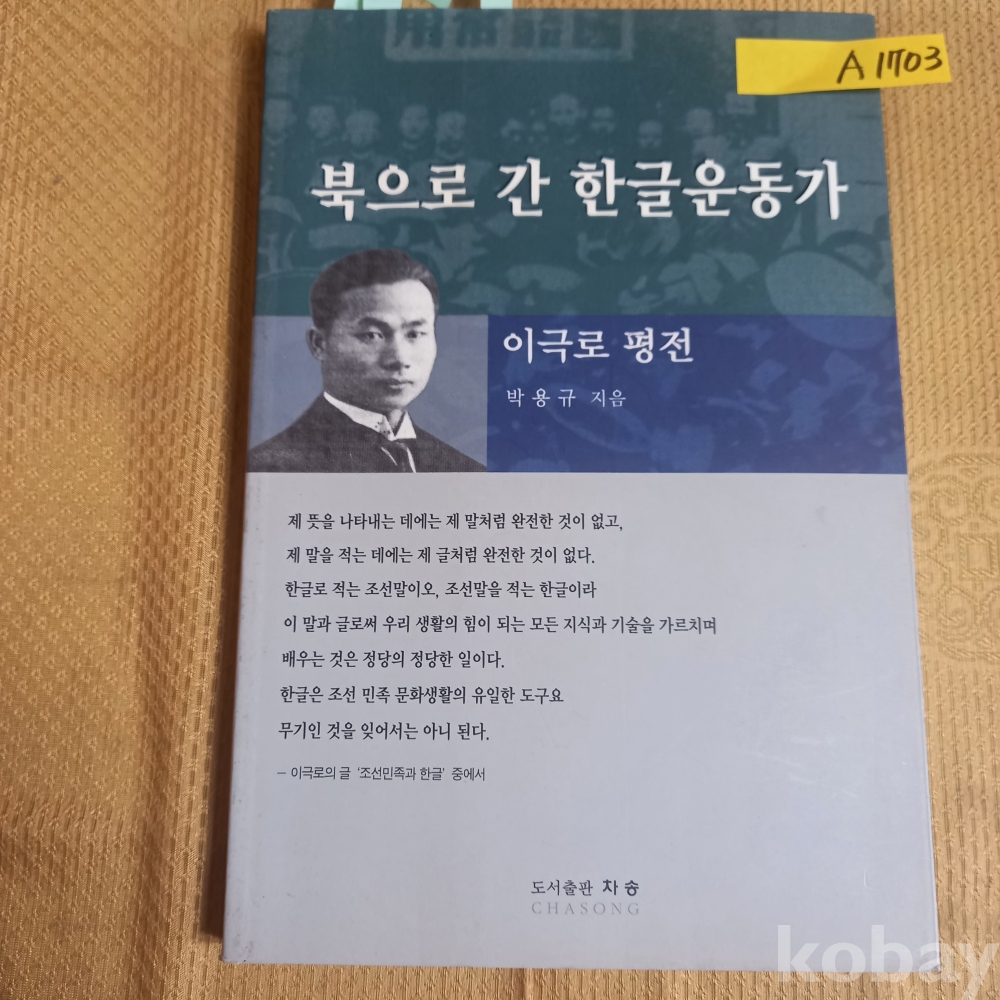 A1703
북으로 간 한글운동가
이극로 평전
박용규 지음
제 뜻을 나타내는 데에는 제 말처럼 완전한 것이 없고,
제 말을 적는 데에는 제 글처럼 완전한 것이 없다.
한글로 적는 조선말이오, 조선말을 적는 한글이라
이 말과 글로써 우리 생활의 힘이 되는 모든 지식과 기술을 가르치며
배우는 것은 정당의 정당한 일이다.
한글은 조선 민족 문화생활의 유일한 도구요
무기인 것을 잊어서는 아니 된다.
– 이극로의 글 '조선민족과 한글' 중에서
도서출판 차송
CHASONG
kobay